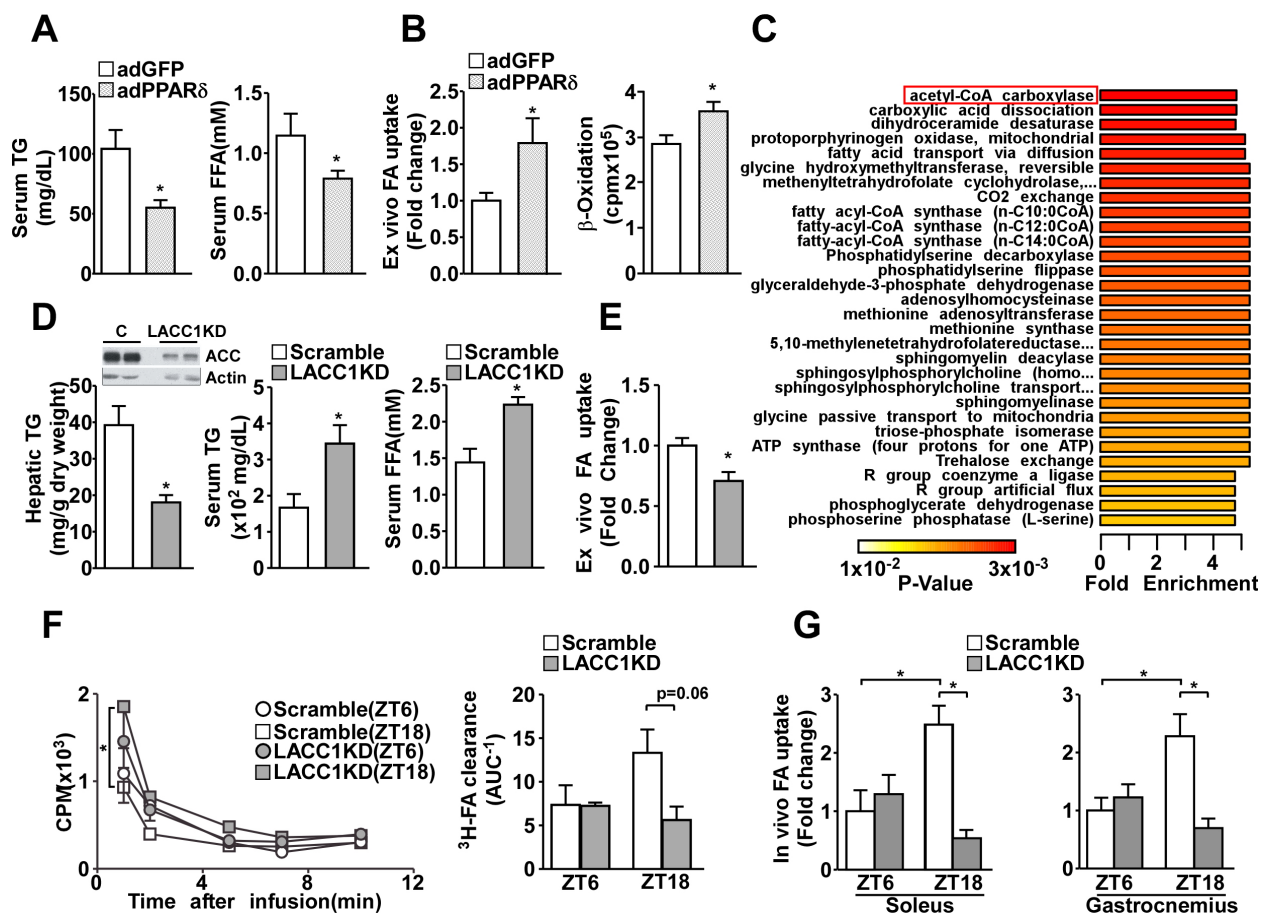 A
adGFP
adPPARδ
Serum TG
(mg/dL)
150
100
50
0
Serum FFA(mM)
1.5
1.0
0.5
0.0
*
*
B
adGFP
adPPARδ
Ex vivo FA uptake
(Fold change)
2.5
2.0
1.5
1.0
0.5
0.0
*
β-Oxidation
(cpmx10⁵)
4
3
2
1
0
*
C
acetyl-CoA carboxylase
carboxylic acid dissociation
dihydroceramide desaturase
protoporphyrinogen oxidase, mitochondrial
fatty acid transport via diffusion
glycine hydroxymethyltransferase, reversible
methenyltetrahydrofolate cyclohydrolase,...
CO2 exchange
fatty acyl-CoA synthase (n-C10:0CoA)
fatty-acyl-CoA synthase (n-C12:0CoA)
fatty-acyl-CoA synthase (n-C14:0CoA)
Phosphatidylserine decarboxylase
phosphatidylserine flippase
glyceraldehyde-3-phosphate dehydrogenase
adenosylhomocysteinase
methionine adenosyltransferase
methionine synthase
5,10-methylenetetrahydrofolatereductase...
sphingomyelin deacylase
sphingosylphosphorylcholine (homo...
sphingosylphosphorylcholine transport...
sphingomyelinase
glycine passive transport to mitochondria
triose-phosphate isomerase
ATP synthase (four protons for one ATP)
Trehalose exchange
R group coenzyme a ligase
R group artificial flux
phosphoglycerate dehydrogenase
phosphoserine phosphatase (L-serine)
1x10⁻²
3x10⁻³
P-Value
0 2 4
Fold Enrichment
D
C LACC1KD
ACC
Actin
Hepatic TG
(mg/g dry weight)
50
40
30
20
10
0
*
Scramble
LACC1KD
Serum TG
(x10² mg/dL)
5
4
3
2
1
0
*
Scramble
LACC1KD
Serum FFA(mM)
2.5
2.0
1.5
1.0
0.5
0.0
*
E
Ex vivo FA uptake
(Fold Change)
1.5
1.0
0.5
0.0
*
F
CPM(x10³)
2
1
0
*
Scramble(ZT6)
Scramble(ZT18)
LACC1KD(ZT6)
LACC1KD(ZT18)
0 4 8 12
Time after infusion(min)
Scramble
LACC1KD
³H-FA clearance
(AUC⁻¹)
20
15
10
5
0
p=0.06
ZT6 ZT18
G
Scramble
LACC1KD
In vivo FA uptake
(Fold change)
3
2
1
0
*
*
ZT6 ZT18
Soleus
3
2
1
0
*
*
ZT6 ZT18
Gastrocnemius